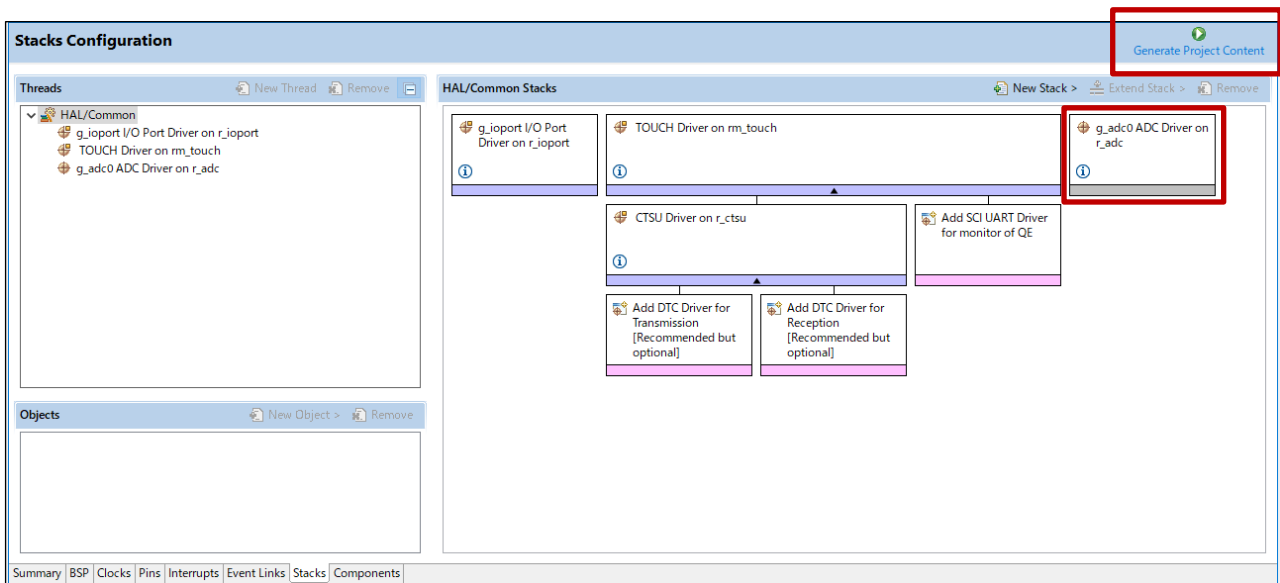 Stacks Configuration
Generate Project Content
Threads
New Thread
Remove
HAL/Common
g_ioport I/O Port Driver on r_ioport
TOUCH Driver on rm_touch
g_adc0 ADC Driver on r_adc
Objects
New Object >
Remove
HAL/Common Stacks
New Stack >
Extend Stack >
Remove
g_ioport I/O Port
Driver on r_ioport
TOUCH Driver on rm_touch
g_adc0 ADC Driver on
r_adc
CTSU Driver on r_ctsu
Add SCI UART Driver
for monitor of QE
Add DTC Driver for
Transmission
[Recommended but
optional]
Add DTC Driver for
Reception
[Recommended but
optional]
Summary BSP Clocks Pins Interrupts Event Links Stacks Components